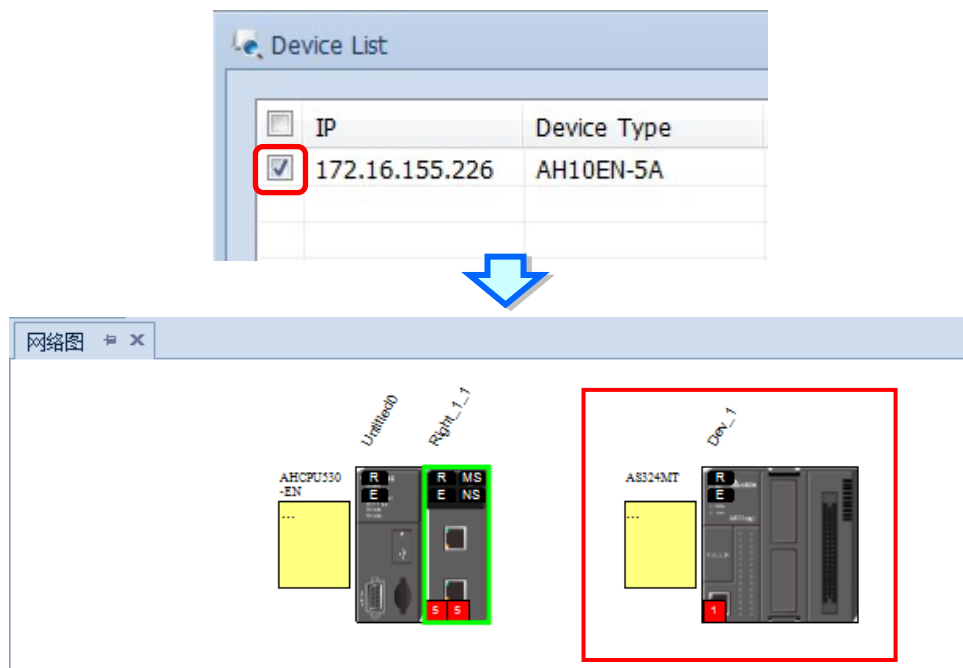 Device List
IP Device Type
172.16.155.226 AH10EN-5A
网络图
Untitled0
Right_1_1
Dev_1
AHCPU530
-EN
...
R
E
R MS
E NS
5 5
AS324MT
...
R
E
1